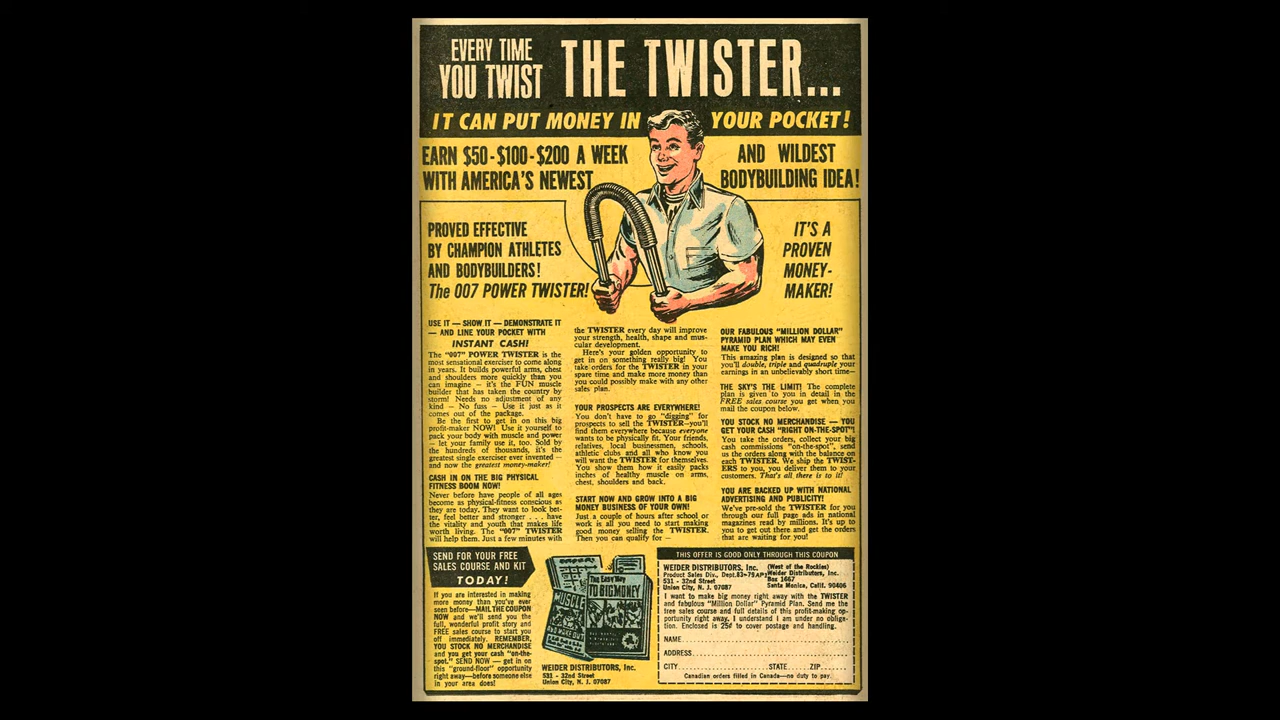 EVERY TIME
YOU TWIST
THE TWISTER...
IT CAN PUT MONEY IN YOUR POCKET!
EARN $50-$100-$200 A WEEK
WITH AMERICA'S NEWEST
AND WILDEST
BODYBUILDING IDEA!
PROVED EFFECTIVE
BY CHAMPION ATHLETES
AND BODYBUILDERS!
The 007 POWER TWISTER!
IT'S A
PROVEN
MONEY-
MAKER!
USE IT — SHOW IT — DEMONSTRATE IT
— AND LINE YOUR POCKET WITH
INSTANT CASH!
The "007" POWER TWISTER is the
most sensational exerciser to come along
in years. It builds powerful arms, chest
and shoulders more quickly than you
can imagine — it's the FUN muscle
builder that has taken the country by
storm! Needs no adjustment of any
kind — No fuss — Use it just as it
comes out of the package.
Be the first to get in on this big
profit-maker NOW! Use it yourself to
pack your body with muscle and power
— let your family use it, too. Sold by
the hundreds of thousands, it's the
greatest single exerciser ever invented —
and now the greatest money-maker!
CASH IN ON THE BIG PHYSICAL
FITNESS BOOM NOW!
Never before have people of all ages
become as physical-fitness conscious as
they are today. They want to look bet-
ter, feel better and stronger . . . have
the vitality and youth that makes life
worth living. The "007" TWISTER
will help them. Just a few minutes with
the TWISTER every day will improve
your strength, health, shape and mus-
cular development.
Here's your golden opportunity to
get in on something really big! You
take orders for the TWISTER in your
spare time and make more money than
you could possibly make with any other
sales plan.
YOUR PROSPECTS ARE EVERYWHERE!
You don't have to go "digging" for
prospects to sell the TWISTER—you'll
find them everywhere because everyone
wants to be physically fit. Your friends,
relatives, local businessmen, schools,
athletic clubs and all who know you
will want the TWISTER for themselves.
You show them how it easily packs
inches of healthy muscle on arms,
chest, shoulders and back.
START NOW AND GROW INTO A BIG
MONEY BUSINESS OF YOUR OWN!
Just a couple of hours after school or
work is all you need to start making
good money selling the TWISTER.
Then you can qualify for —
OUR FABULOUS "MILLION DOLLAR"
PYRAMID PLAN WHICH MAY EVEN
MAKE YOU RICH!
This amazing plan is designed so that
you'll double, triple and quadruple your
earnings in an unbelievably short time—
THE SKY'S THE LIMIT! The complete
plan is given to you in detail in the
FREE sales course you get when you
mail the coupon below.
YOU STOCK NO MERCHANDISE — YOU
GET YOUR CASH "RIGHT ON-THE-SPOT"!
You take the orders, collect your big
cash commissions "on-the-spot", send
us the orders along with the balance on
each TWISTER. We ship the TWIST-
ERS to you, you deliver them to your
customers. That's all there is to it!
YOU ARE BACKED UP WITH NATIONAL
ADVERTISING AND PUBLICITY!
We've pre-sold the TWISTER for you
through our full page ads in national
magazines read by millions. It's up to
you to get out there and get the orders
that are waiting for you!
SEND FOR YOUR FREE
SALES COURSE AND KIT
TODAY!
If you are interested in making
more money than you've ever
seen before—MAIL THE COUPON
NOW and we'll send you the
full, wonderful profit story and
FREE sales course to start you
off immediately. REMEMBER,
YOU STOCK NO MERCHANDISE
and you get your cash "on-the-
spot." SEND NOW — get in on
this "ground-floor" opportunity
right away—before someone else
in your area does!
The Easy Way
TO BIG MONEY
MUSCLE
WEIDER DISTRIBUTORS, Inc.
531 - 32nd Street
Union City, N. J. 07087
THIS OFFER IS GOOD ONLY THROUGH THIS COUPON
WEIDER DISTRIBUTORS, Inc.
Product Sales Div., Dept. 83-79AP1
531 - 32nd Street
Union City, N. J. 07087
(West of the Rockies)
Weider Distributors, Inc.
Box 1667
Santa Monica, Calif. 90406
I want to make big money right away with the TWISTER
and fabulous "Million Dollar" Pyramid Plan. Send me the
free sales course and full details of this profit-making op-
portunity right away. I understand I am under no obliga-
tion. Enclosed is 25¢ to cover postage and handling.
NAME
ADDRESS
CITY STATE ZIP
Canadian orders filled in Canada—no duty to pay.